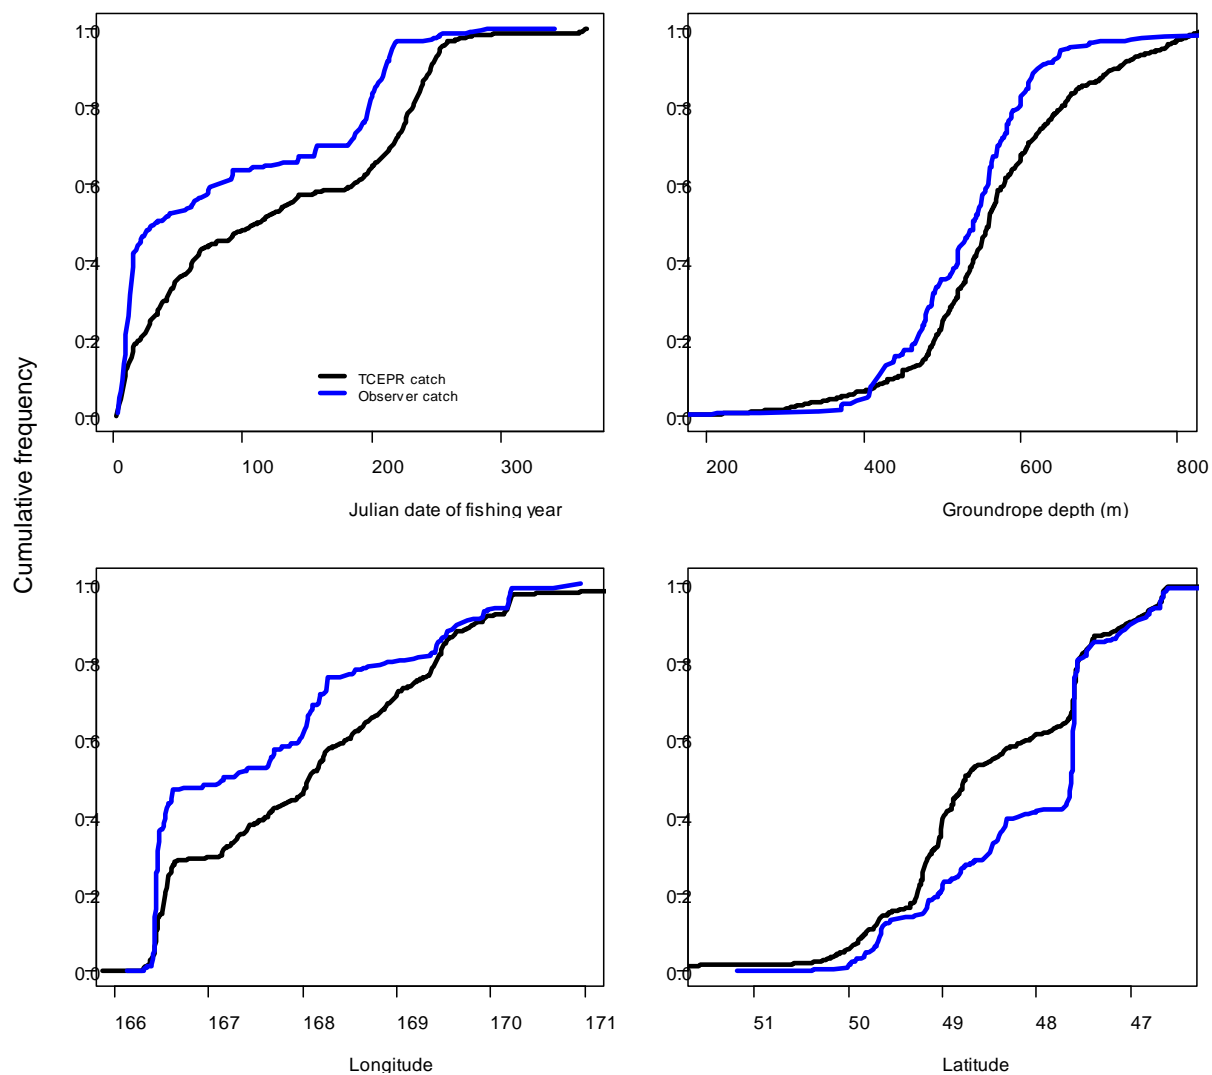 Cumulative frequency
1.0
0.8
0.6
0.4
0.2
0.0
TCEPR catch
Observer catch
0 100 200 300
Julian date of fishing year
1.0
0.8
0.6
0.4
0.2
0.0
200 400 600 800
Groundrope depth (m)
1.0
0.8
0.6
0.4
0.2
0.0
166 167 168 169 170 171
Longitude
1.0
0.8
0.6
0.4
0.2
0.0
51 50 49 48 47
Latitude